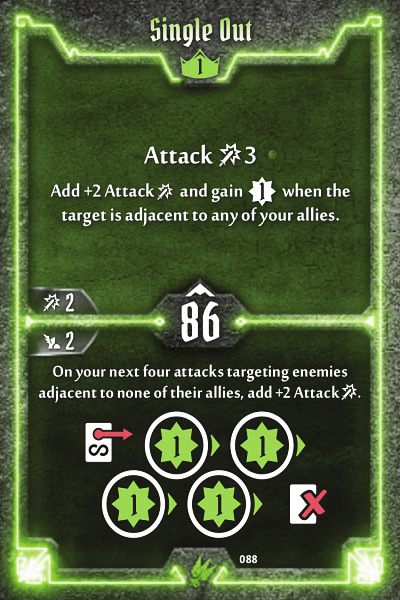 Single Out
1
Attack 3
Add +2 Attack and gain 1 when the
target is adjacent to any of your allies.
2
86
2
On your next four attacks targeting enemies
adjacent to none of their allies, add +2 Attack.
1 1
1 1
088